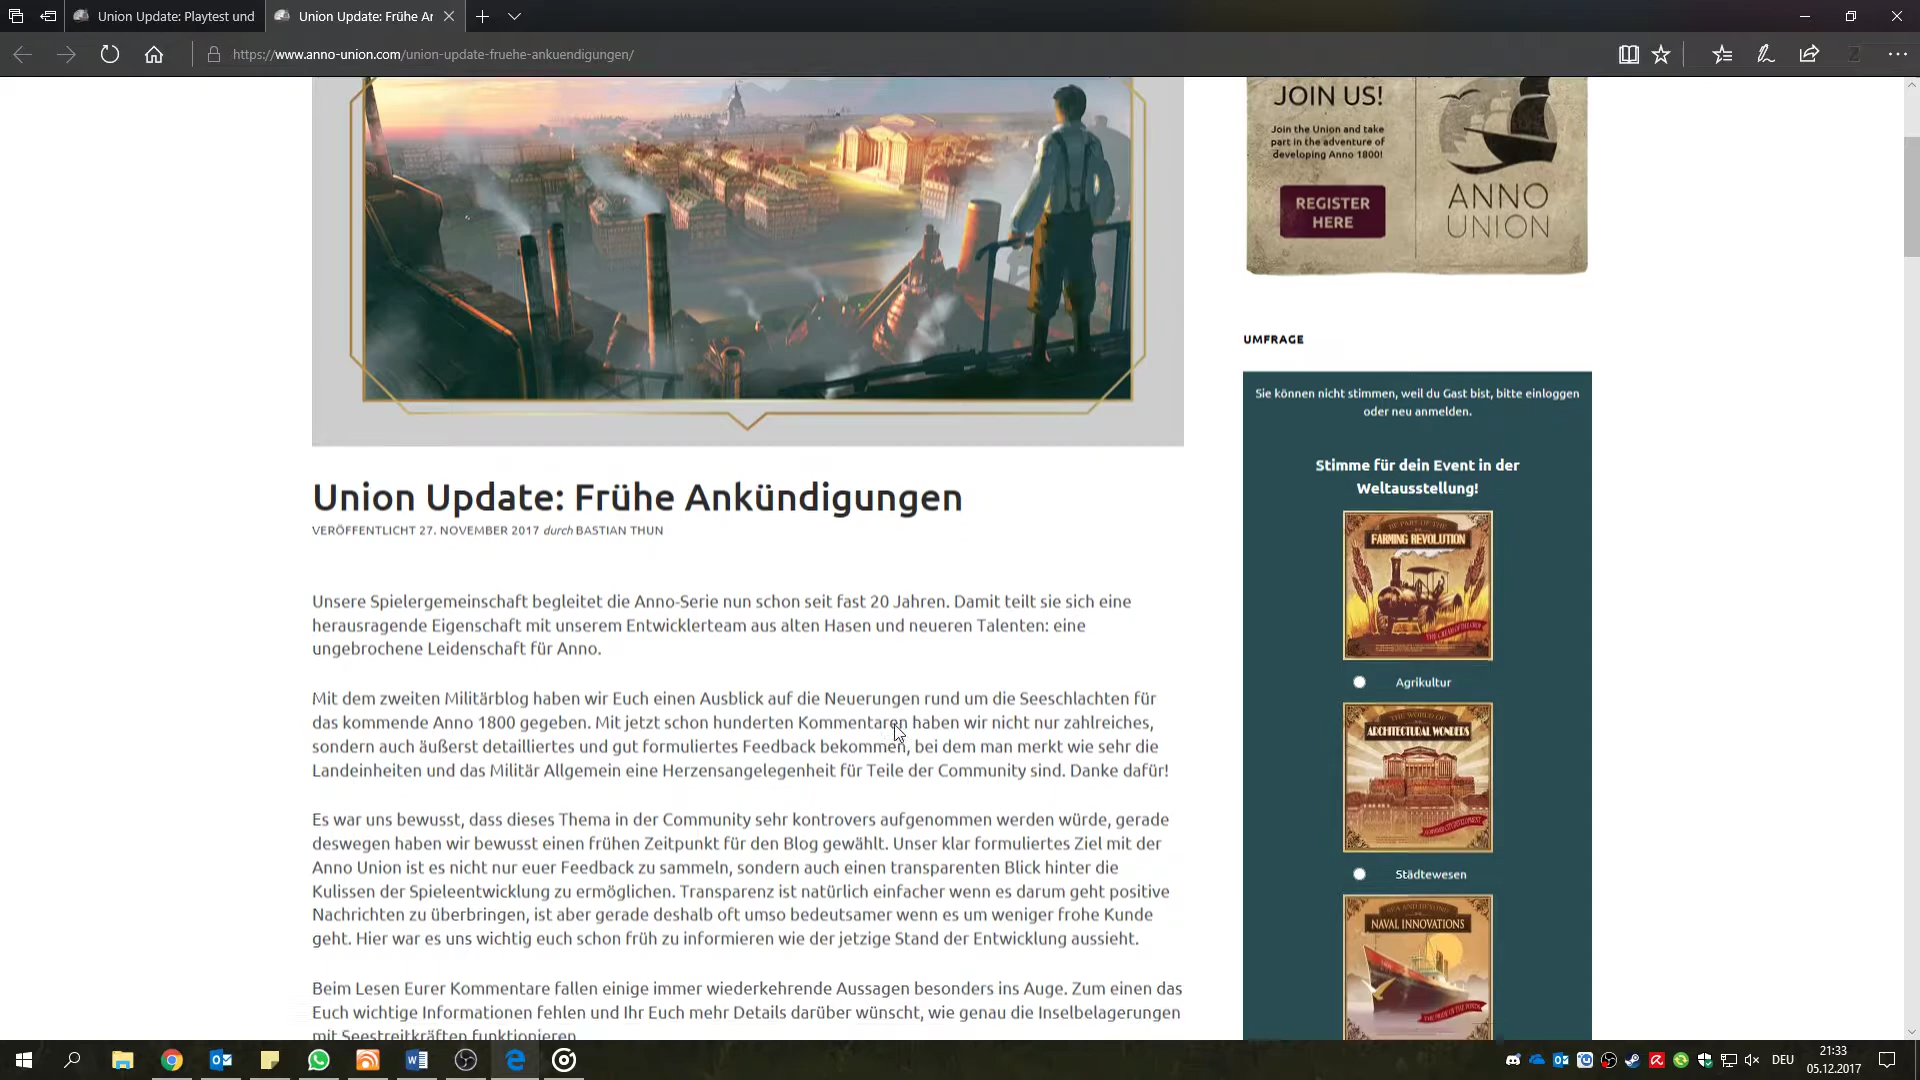 Union Update: Playtest und
Union Update: Frühe Ar
https://www.anno-union.com/union-update-fruehe-ankuendigungen/
JOIN US!
Join the Union and take
part in the adventure of
developing Anno 1800!
REGISTER
HERE
ANNO
UNION
Union Update: Frühe Ankündigungen
VERÖFFENTLICHT 27. NOVEMBER 2017 durch BASTIAN THUN
Unsere Spielergemeinschaft begleitet die Anno-Serie nun schon seit fast 20 Jahren. Damit teilt sie sich eine
herausragende Eigenschaft mit unserem Entwicklerteam aus alten Hasen und neueren Talenten: eine
ungebrochene Leidenschaft für Anno.
Mit dem zweiten Militärblog haben wir Euch einen Ausblick auf die Neuerungen rund um die Seeschlachten für
das kommende Anno 1800 gegeben. Mit jetzt schon hunderten Kommentaren haben wir nicht nur zahlreiches,
sondern auch äußerst detailliertes und gut formuliertes Feedback bekommen, bei dem man merkt wie sehr die
Landeinheiten und das Militär Allgemein eine Herzensangelegenheit für Teile der Community sind. Danke dafür!
Es war uns bewusst, dass dieses Thema in der Community sehr kontrovers aufgenommen werden würde, gerade
deswegen haben wir bewusst einen frühen Zeitpunkt für den Blog gewählt. Unser klar formuliertes Ziel mit der
Anno Union ist es nicht nur euer Feedback zu sammeln, sondern auch einen transparenten Blick hinter die
Kulissen der Spieleentwicklung zu ermöglichen. Transparenz ist natürlich einfacher wenn es darum geht positive
Nachrichten zu überbringen, ist aber gerade deshalb oft umso bedeutsamer wenn es um weniger frohe Kunde
geht. Hier war es uns wichtig euch schon früh zu informieren wie der jetzige Stand der Entwicklung aussieht.
Beim Lesen Eurer Kommentare fallen einige immer wiederkehrende Aussagen besonders ins Auge. Zum einen das
Euch wichtige Informationen fehlen und Ihr Euch mehr Details darüber wünscht, wie genau die Inselbelagerungen
mit Seestreitkräften funktionieren
UMFRAGE
Sie können nicht stimmen, weil du Gast bist, bitte einloggen
oder neu anmelden.
Stimme für dein Event in der
Weltausstellung!
BE PART OF THE
FARMING REVOLUTION
THE CREAM OF THE CROP
Agrikultur
THE WORLD OF
ARCHITECTURAL WONDERS
Städtewesen
NAVAL INNOVATIONS
DEU
21:33
05.12.2017